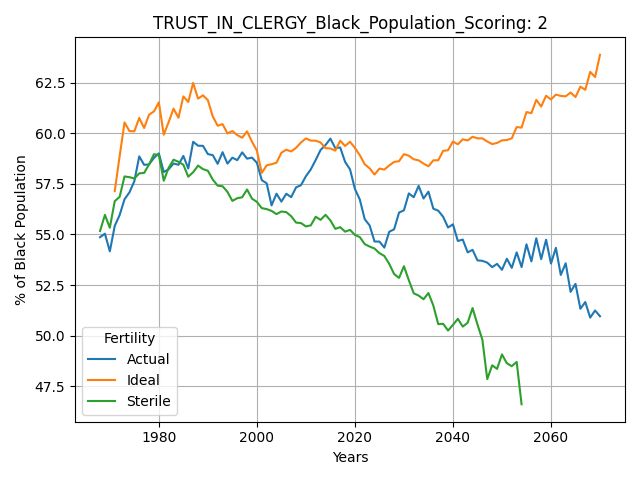 TRUST_IN_CLERGY_Black_Population_Scoring: 2
% of Black Population
62.5
60.0
57.5
55.0
52.5
50.0
47.5
Fertility
Actual
Ideal
Sterile
1980 2000 2020 2040 2060
Years